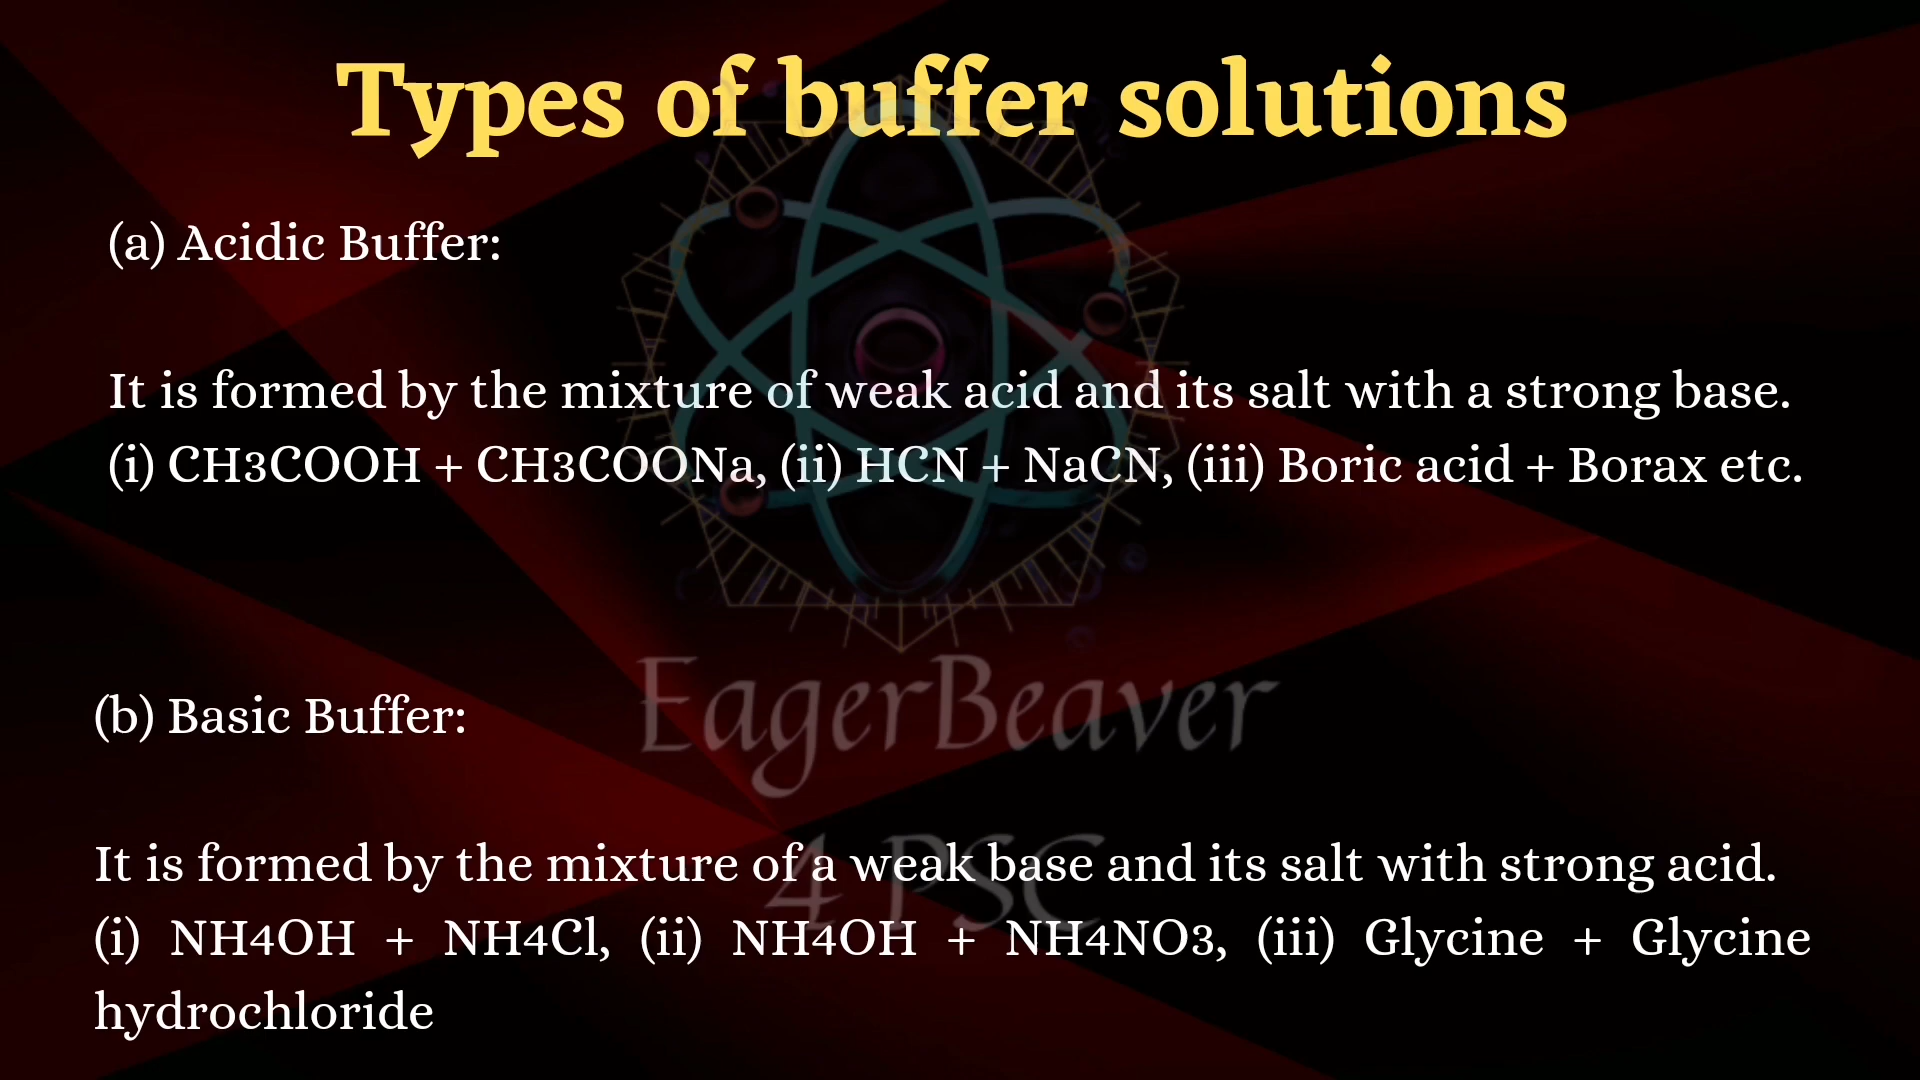 Types of buffer solutions
(a) Acidic Buffer:
It is formed by the mixture of weak acid and its salt with a strong base.
(i) CH3COOH + CH3COONa, (ii) HCN + NaCN, (iii) Boric acid + Borax etc.
EagerBeaver
(b) Basic Buffer:
4 PSC
It is formed by the mixture of a weak base and its salt with strong acid.
(i) NH4OH + NH4Cl, (ii) NH4OH + NH4NO3, (iii) Glycine + Glycine
hydrochloride